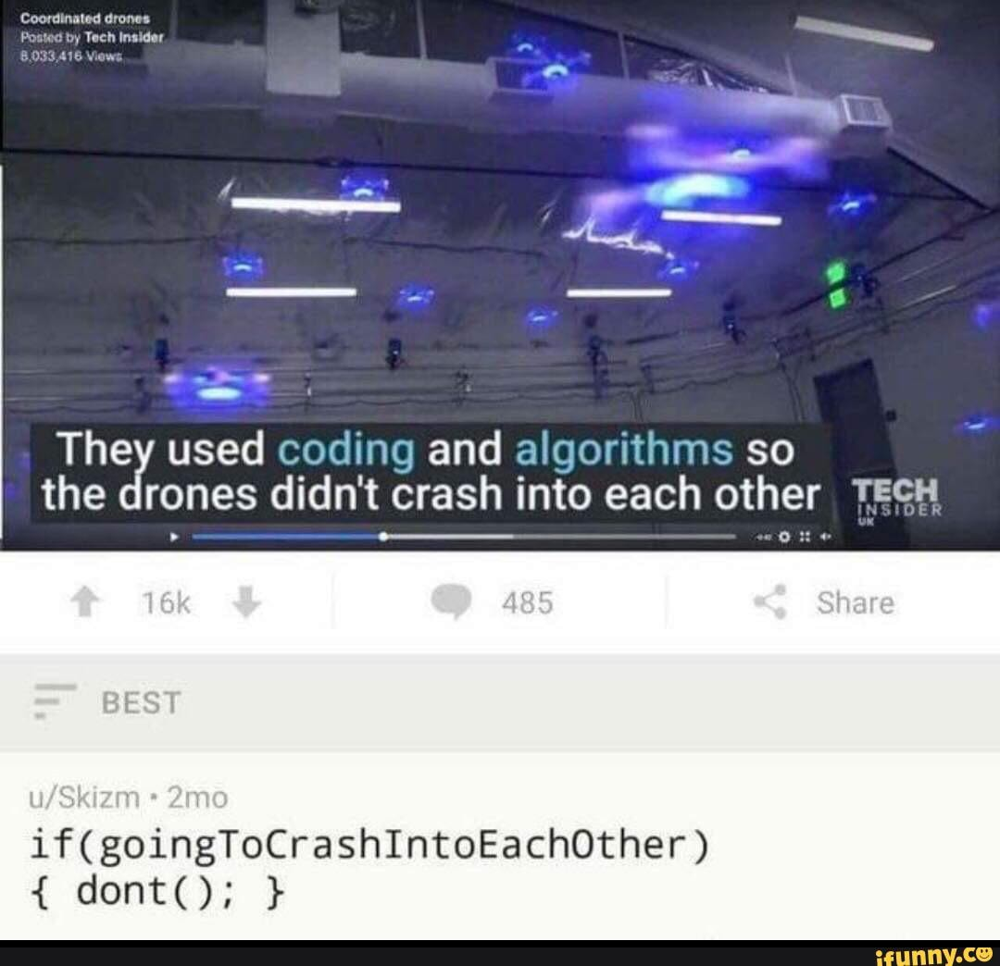 Coordinated drones
Posted by Tech Insider
8,033,416 Views
They used coding and algorithms so
the drones didn't crash into each other
TECH
INSIDER
UK
16k
485
Share
BEST
u/Skizm • 2mo
if(goingToCrashIntoEachOther)
{ dont(); }
ifunny.co